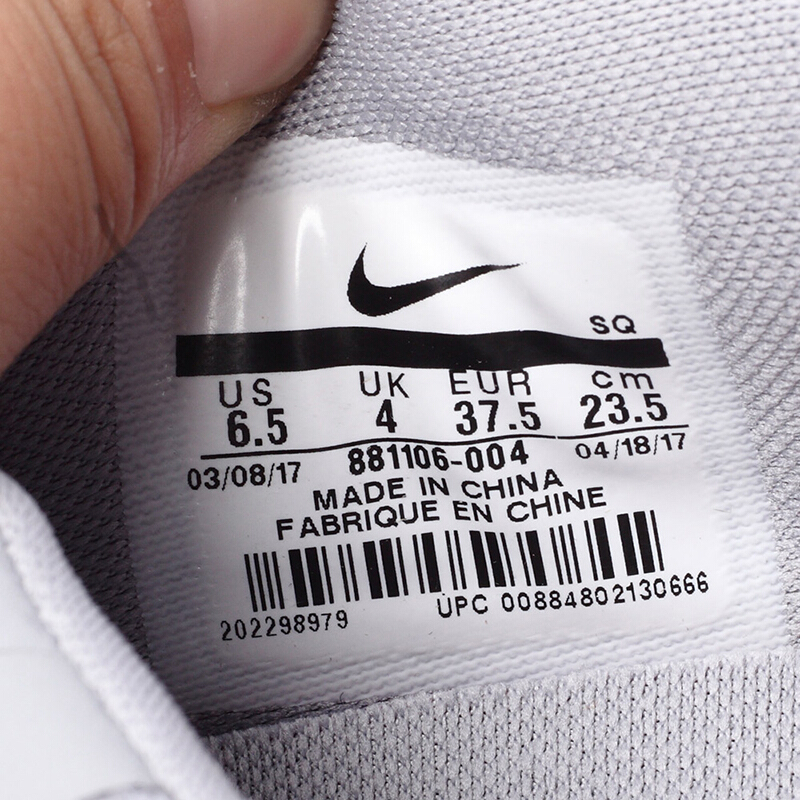 SQ
US UK EUR cm
6.5 4 37.5 23.5
03/08/17 881106-004 04/18/17
MADE IN CHINA
FABRIQUE EN CHINE
202298979 UPC 00884802130666